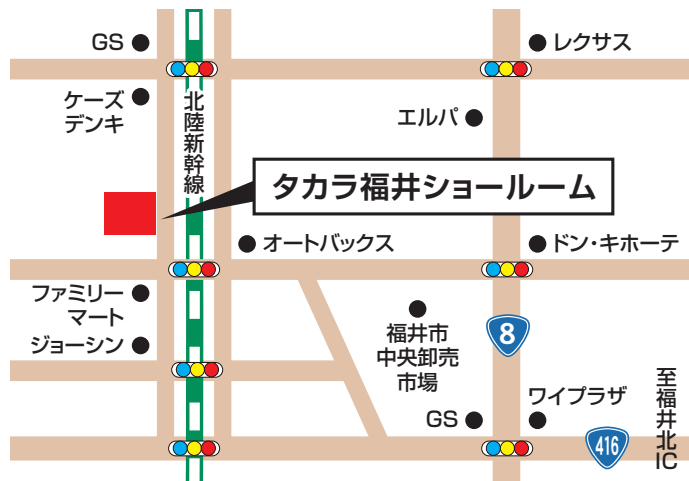 GS
レクサス
ケーズ
デンキ
北陸新幹線
エルパ
タカラ福井ショールーム
オートバックス
ドン・キホーテ
ファミリー
マート
ジョーシン
福井市
中央卸売
市場
8
ワイプラザ
GS
416
至福井北IC